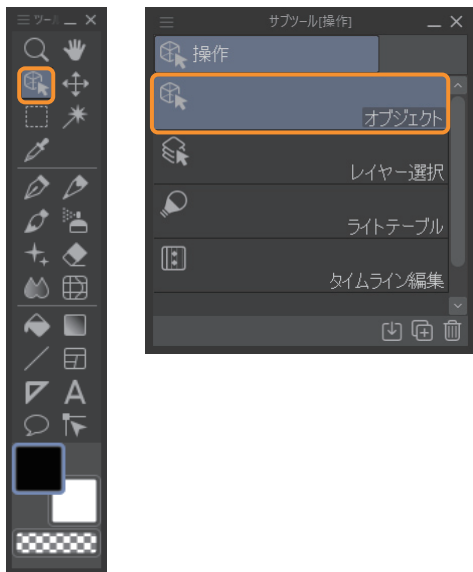 ツール
サブツール[操作]
操作
オブジェクト
レイヤー選択
ライトテーブル
タイムライン編集
A